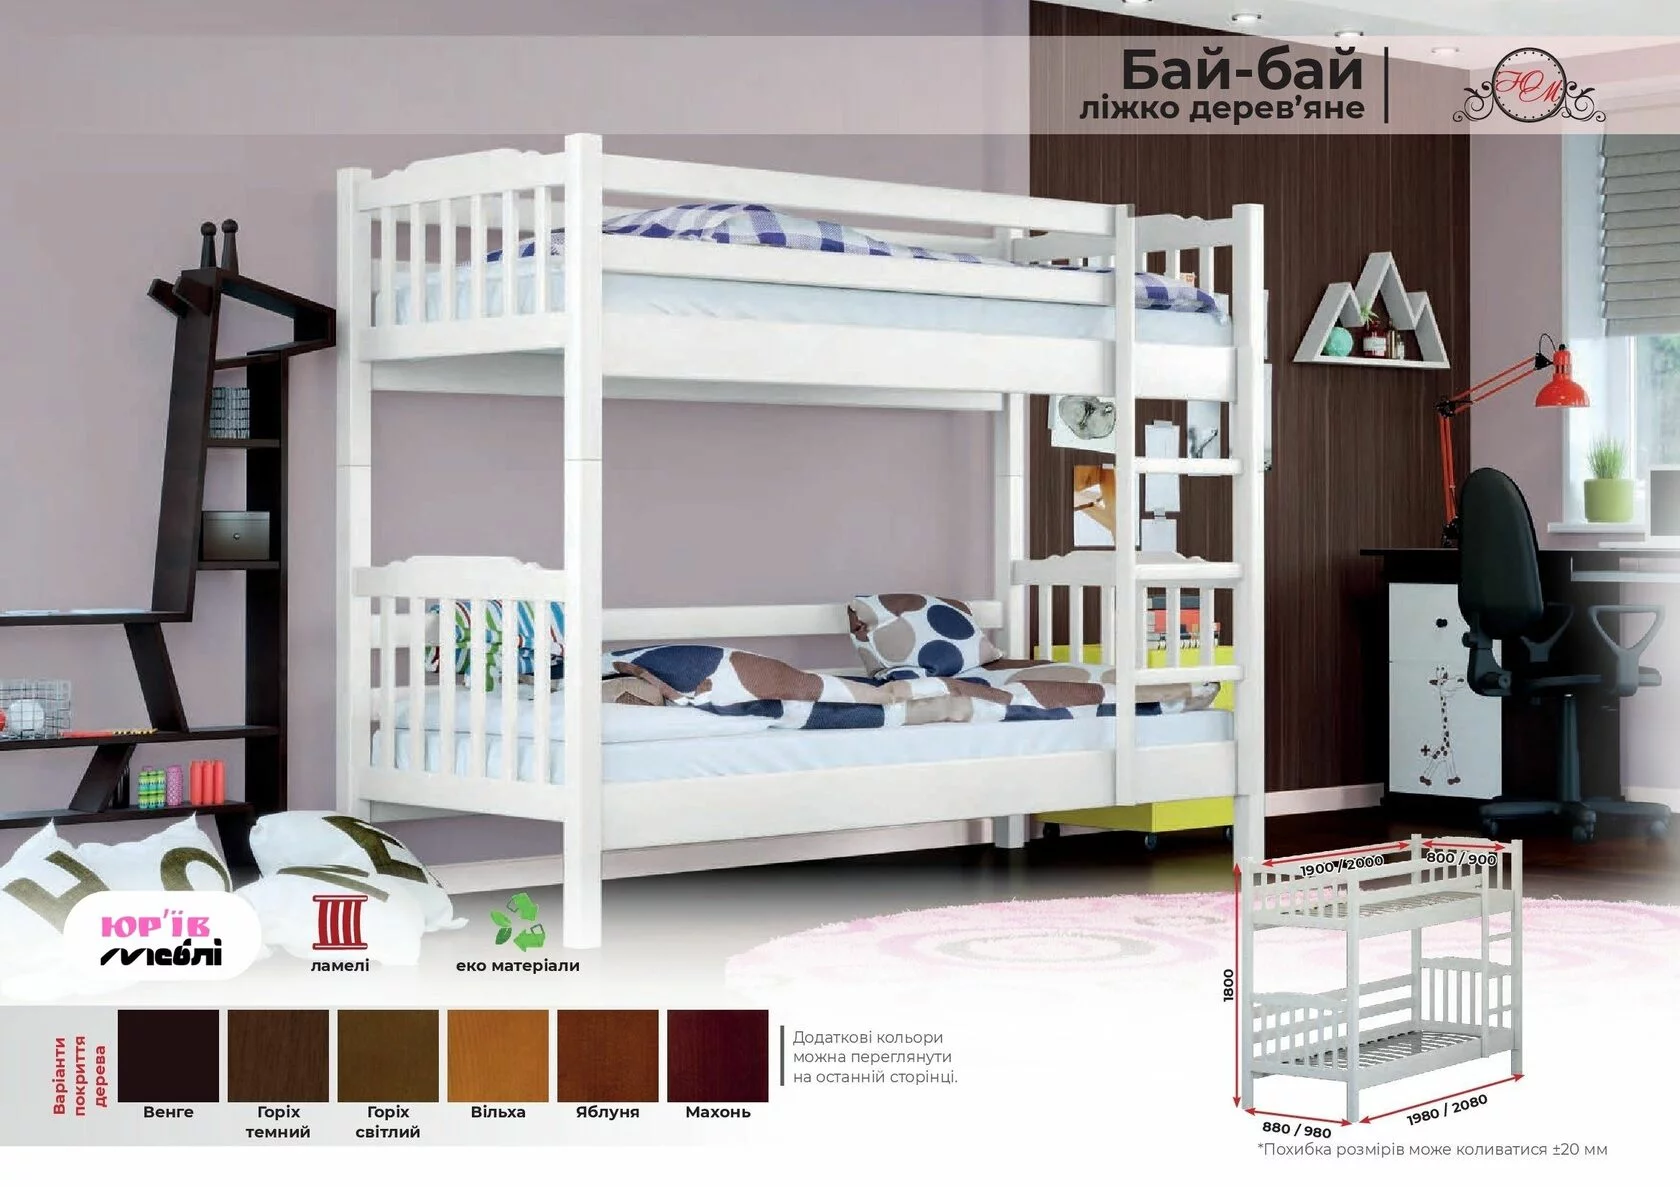 Бай-бай
ліжко дерев’яне
ЮМ
ЮР'ЇВ
меблі
ламелі
еко матеріали
Варіанти
покриття
дерева
Венге
Горіх
темний
Горіх
світлий
Вільха
Яблуня
Махонь
Додаткові кольори
можна переглянути
на останній сторінці.
1900 / 2000
800 / 900
1800
880 / 980
1980 / 2080
*Похибка розмірів може коливатися ±20 мм